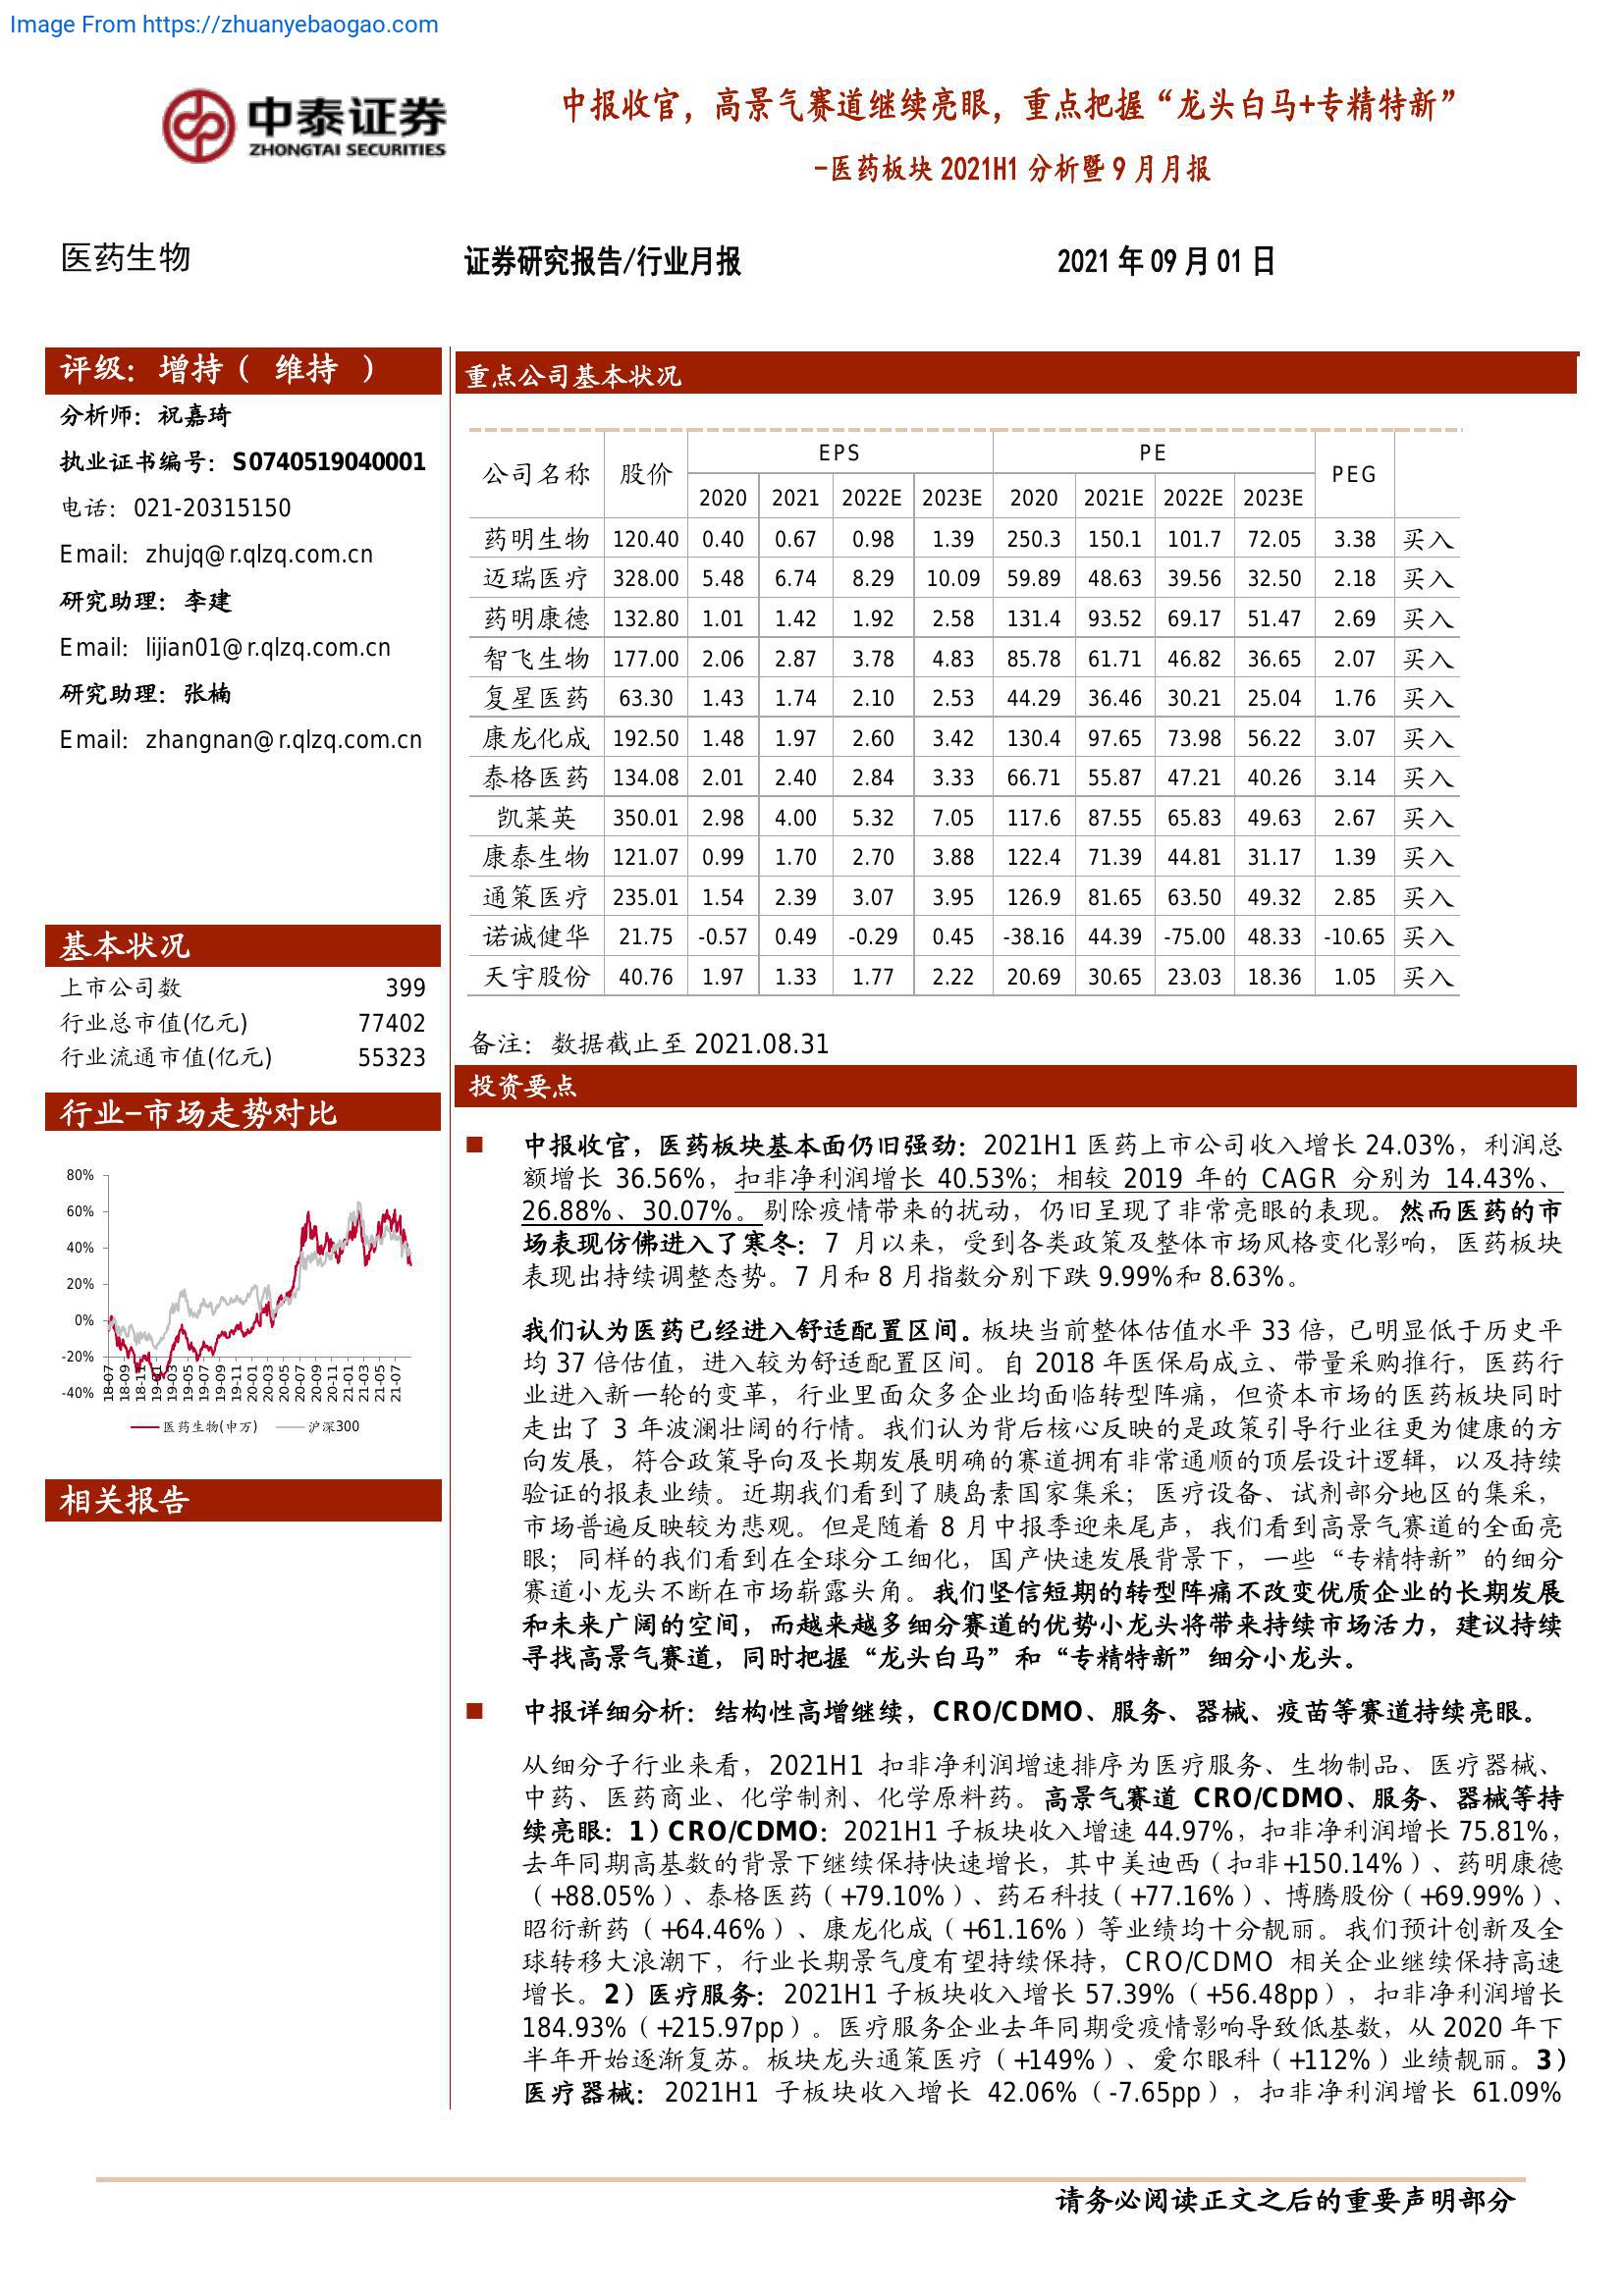 Image From https://zhuanyebaogao.com
中泰证券
ZHONGTAI SECURITIES
中报收官，高景气赛道继续亮眼，重点把握“龙头白马+专精特新”
-医药板块 2021H1 分析暨 9 月月报
医药生物
证券研究报告/行业月报
2021 年 09 月 01 日
评级：增持（ 维持 ）
分析师：祝嘉琦
执业证书编号：S0740519040001
电话：021-20315150
Email：zhujq@r.qlzq.com.cn
研究助理：李建
Email：lijian01@r.qlzq.com.cn
研究助理：张楠
Email：zhangnan@r.qlzq.com.cn
基本状况
上市公司数 399
行业总市值(亿元) 77402
行业流通市值(亿元) 55323
行业-市场走势对比
80%
60%
40%
20%
0%
-20%
-40%
18-07 18-09 18-11 19-01 19-03 19-05 19-07 19-09 19-11 20-01 20-03 20-05 20-07 20-09 20-11 21-01 21-03 21-05 21-07
医药生物(申万) 沪深300
相关报告
重点公司基本状况
公司名称 股价 EPS PE PEG
2020 2021 2022E 2023E 2020 2021E 2022E 2023E
药明生物 120.40 0.40 0.67 0.98 1.39 250.3 150.1 101.7 72.05 3.38 买入
迈瑞医疗 328.00 5.48 6.74 8.29 10.09 59.89 48.63 39.56 32.50 2.18 买入
药明康德 132.80 1.01 1.42 1.92 2.58 131.4 93.52 69.17 51.47 2.69 买入
智飞生物 177.00 2.06 2.87 3.78 4.83 85.78 61.71 46.82 36.65 2.07 买入
复星医药 63.30 1.43 1.74 2.10 2.53 44.29 36.46 30.21 25.04 1.76 买入
康龙化成 192.50 1.48 1.97 2.60 3.42 130.4 97.65 73.98 56.22 3.07 买入
泰格医药 134.08 2.01 2.40 2.84 3.33 66.71 55.87 47.21 40.26 3.14 买入
凯莱英 350.01 2.98 4.00 5.32 7.05 117.6 87.55 65.83 49.63 2.67 买入
康泰生物 121.07 0.99 1.70 2.70 3.88 122.4 71.39 44.81 31.17 1.39 买入
通策医疗 235.01 1.54 2.39 3.07 3.95 126.9 81.65 63.50 49.32 2.85 买入
诺诚健华 21.75 -0.57 0.49 -0.29 0.45 -38.16 44.39 -75.00 48.33 -10.65 买入
天宇股份 40.76 1.97 1.33 1.77 2.22 20.69 30.65 23.03 18.36 1.05 买入
备注：数据截止至 2021.08.31
投资要点
■ 中报收官，医药板块基本面仍旧强劲：2021H1 医药上市公司收入增长 24.03%，利润总
额增长 36.56%，扣非净利润增长 40.53%；相较 2019 年的 CAGR 分别为 14.43%、
26.88%、30.07%。剔除疫情带来的扰动，仍旧呈现了非常亮眼的表现。然而医药的市
场表现仿佛进入了寒冬：7 月以来，受到各类政策及整体市场风格变化影响，医药板块
表现出持续调整态势。7 月和 8 月指数分别下跌 9.99%和 8.63%。
我们认为医药已经进入舒适配置区间。板块当前整体估值水平 33 倍，已明显低于历史平
均 37 倍估值，进入较为舒适配置区间。自 2018 年医保局成立、带量采购推行，医药行
业进入新一轮的变革，行业里面众多企业均面临转型阵痛，但资本市场的医药板块同时
走出了 3 年波澜壮阔的行情。我们认为背后核心反映的是政策引导行业往更为健康的方
向发展，符合政策导向及长期发展明确的赛道拥有非常通顺的顶层设计逻辑，以及持续
验证的报表业绩。近期我们看到了胰岛素国家集采；医疗设备、试剂部分地区的集采，
市场普遍反映较为悲观。但是随着 8 月中报季迎来尾声，我们看到高景气赛道的全面亮
眼；同样的我们看到在全球分工细化，国产快速发展背景下，一些“专精特新”的细分
赛道小龙头不断在市场崭露头角。我们坚信短期的转型阵痛不改变优质企业的长期发展
和未来广阔的空间，而越来越多细分赛道的优势小龙头将带来持续市场活力，建议持续
寻找高景气赛道，同时把握“龙头白马”和“专精特新”细分小龙头。
■ 中报详细分析：结构性高增继续，CRO/CDMO、服务、器械、疫苗等赛道持续亮眼。
从细分子行业来看，2021H1 扣非净利润增速排序为医疗服务、生物制品、医疗器械、
中药、医药商业、化学制剂、化学原料药。高景气赛道 CRO/CDMO、服务、器械等持
续亮眼：1）CRO/CDMO：2021H1 子板块收入增速 44.97%，扣非净利润增长 75.81%，
去年同期高基数的背景下继续保持快速增长，其中美迪西（扣非+150.14%）、药明康德
（+88.05%）、泰格医药（+79.10%）、药石科技（+77.16%）、博腾股份（+69.99%）、
昭衍新药（+64.46%）、康龙化成（+61.16%）等业绩均十分靓丽。我们预计创新及全
球转移大浪潮下，行业长期景气度有望持续保持，CRO/CDMO 相关企业继续保持高速
增长。2）医疗服务：2021H1 子板块收入增长 57.39%（+56.48pp），扣非净利润增长
184.93%（+215.97pp）。医疗服务企业去年同期受疫情影响导致低基数，从 2020 年下
半年开始逐渐复苏。板块龙头通策医疗（+149%）、爱尔眼科（+112%）业绩靓丽。3）
医疗器械：2021H1 子板块收入增长 42.06%（-7.65pp），扣非净利润增长 61.09%
请务必阅读正文之后的重要声明部分